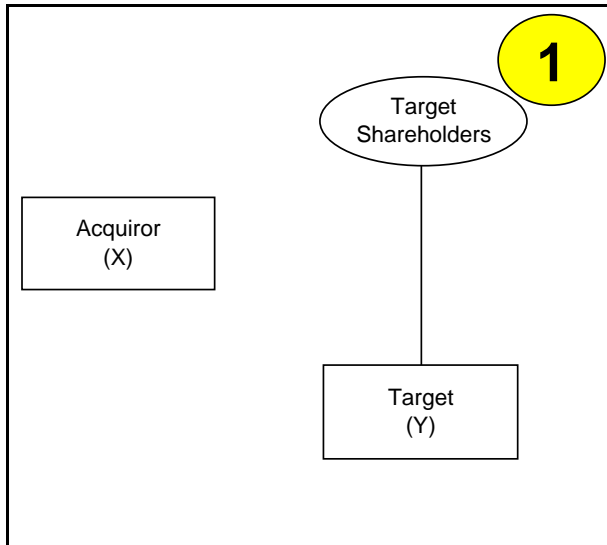 1
Target
Shareholders
Acquiror
(X)
Target
(Y)